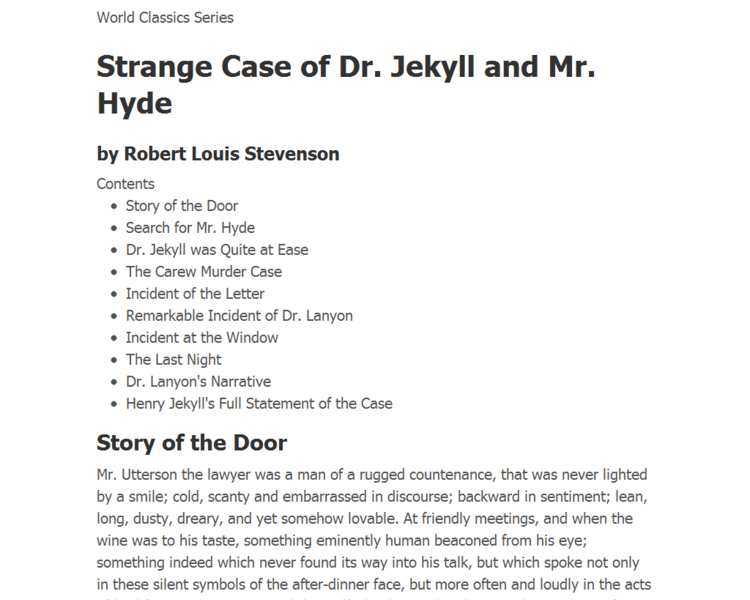 World Classics Series
Strange Case of Dr. Jekyll and Mr.
Hyde
by Robert Louis Stevenson
Contents
Story of the Door
Search for Mr. Hyde
Dr. Jekyll was Quite at Ease
The Carew Murder Case
Incident of the Letter
Remarkable Incident of Dr. Lanyon
Incident at the Window
The Last Night
Dr. Lanyon's Narrative
Henry Jekyll's Full Statement of the Case
Story of the Door
Mr. Utterson the lawyer was a man of a rugged countenance, that was never lighted
by a smile; cold, scanty and embarrassed in discourse; backward in sentiment; lean,
long, dusty, dreary, and yet somehow lovable. At friendly meetings, and when the
wine was to his taste, something eminently human beaconed from his eye;
something indeed which never found its way into his talk, but which spoke not only
in these silent symbols of the after-dinner face, but more often and loudly in the acts